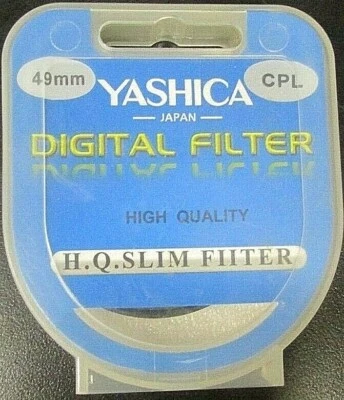 49mm
CPL
YASHICA
— JAPAN —
DIGITAL FILTER
HIGH QUALITY
H.Q.SLIM FIITER